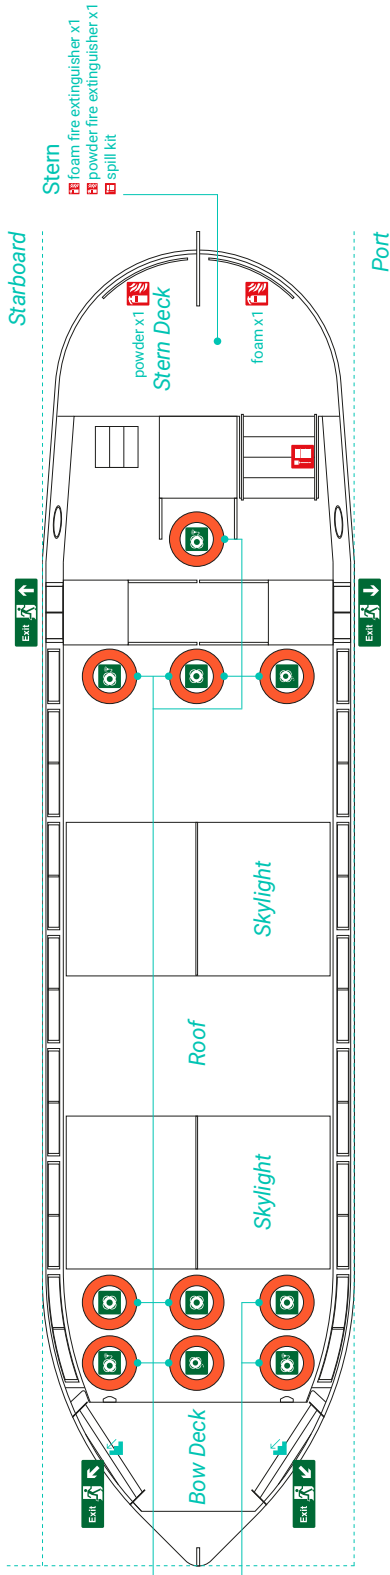 Stern
foam fire extinguisher x1
powder fire extinguisher x1
spill kit
Starboard
Port
powder x1
Stern Deck
foam x1
Exit
Exit
Skylight
Roof
Skylight
Bow Deck
Exit
Exit